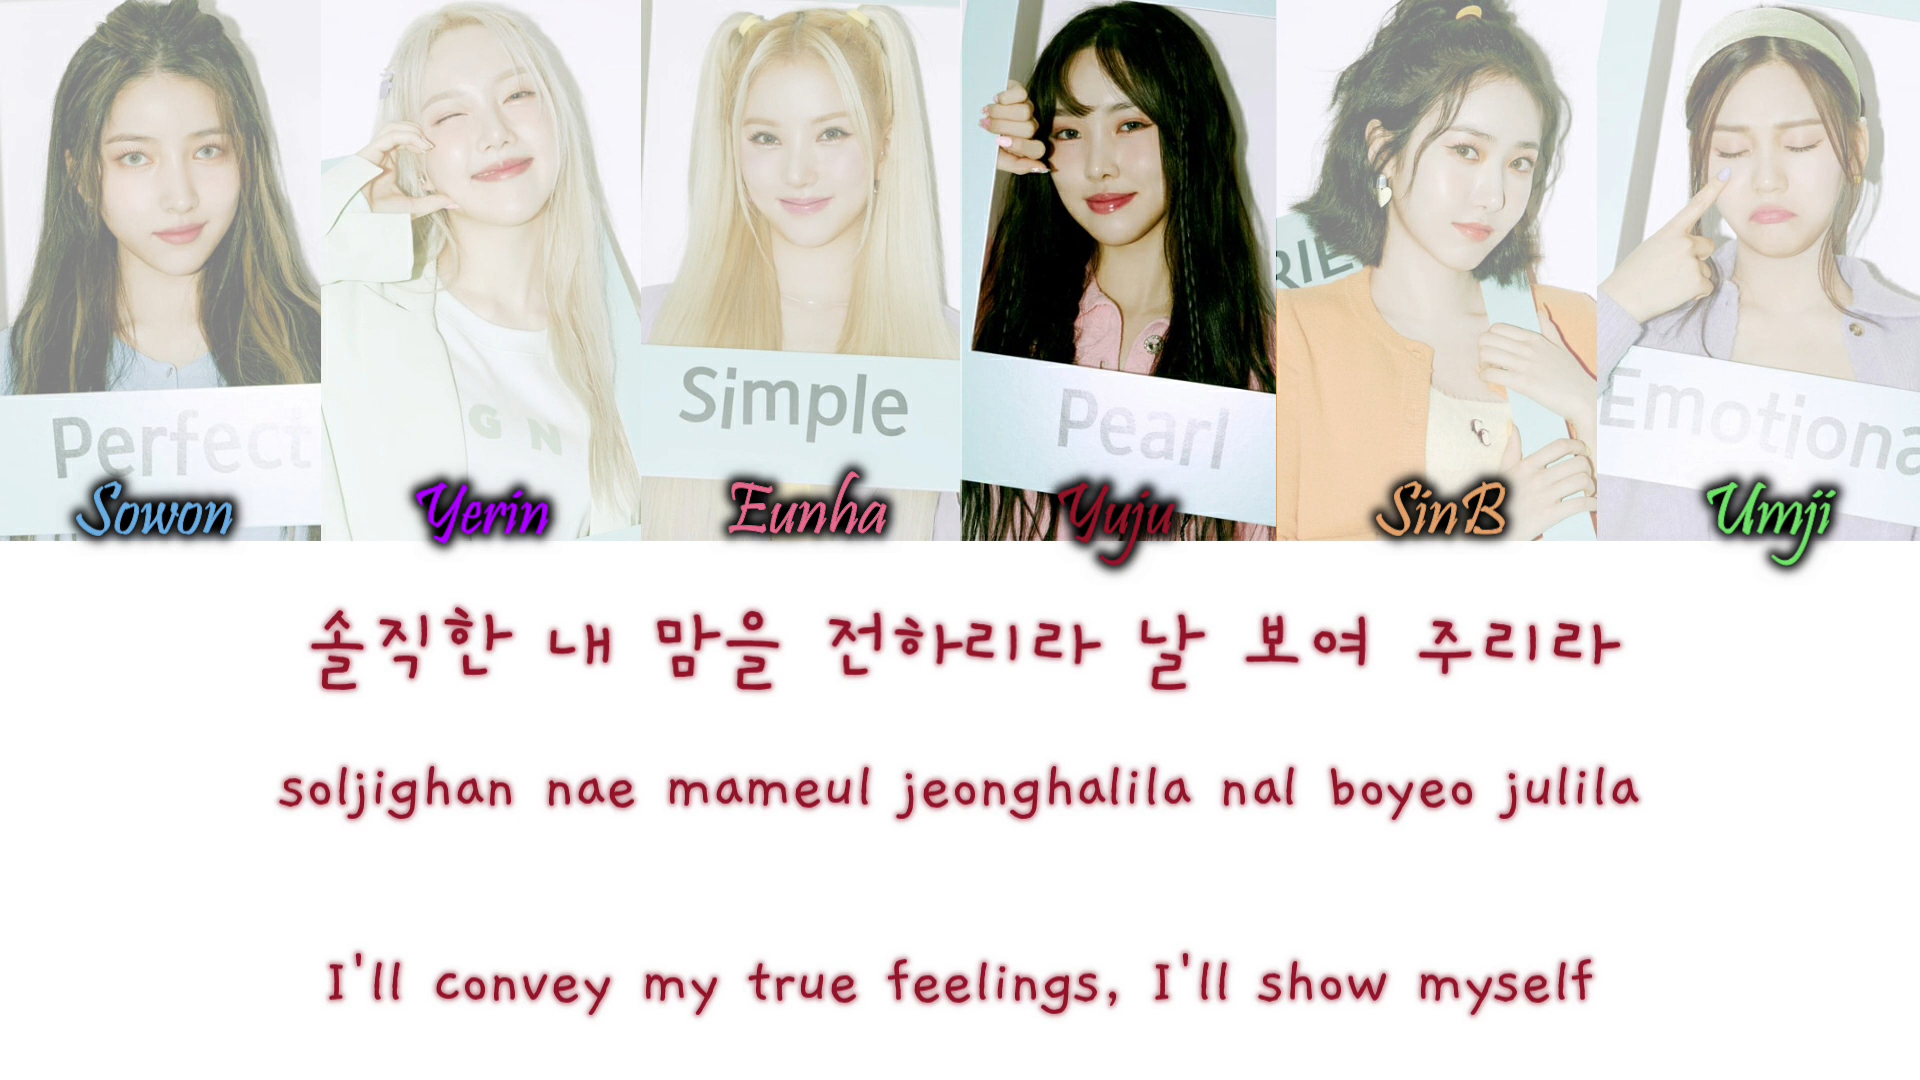 RIE
G N
Perfect
Simple
Pearl
Emotiona
Sowon
Yerin
Eunha
Yuju
SinB
Umji
솔직한 내 맘을 전하리라 날 보여 주리라
soljighan nae mameul jeonghalila nal boyeo julila
I'll convey my true feelings, I'll show myself